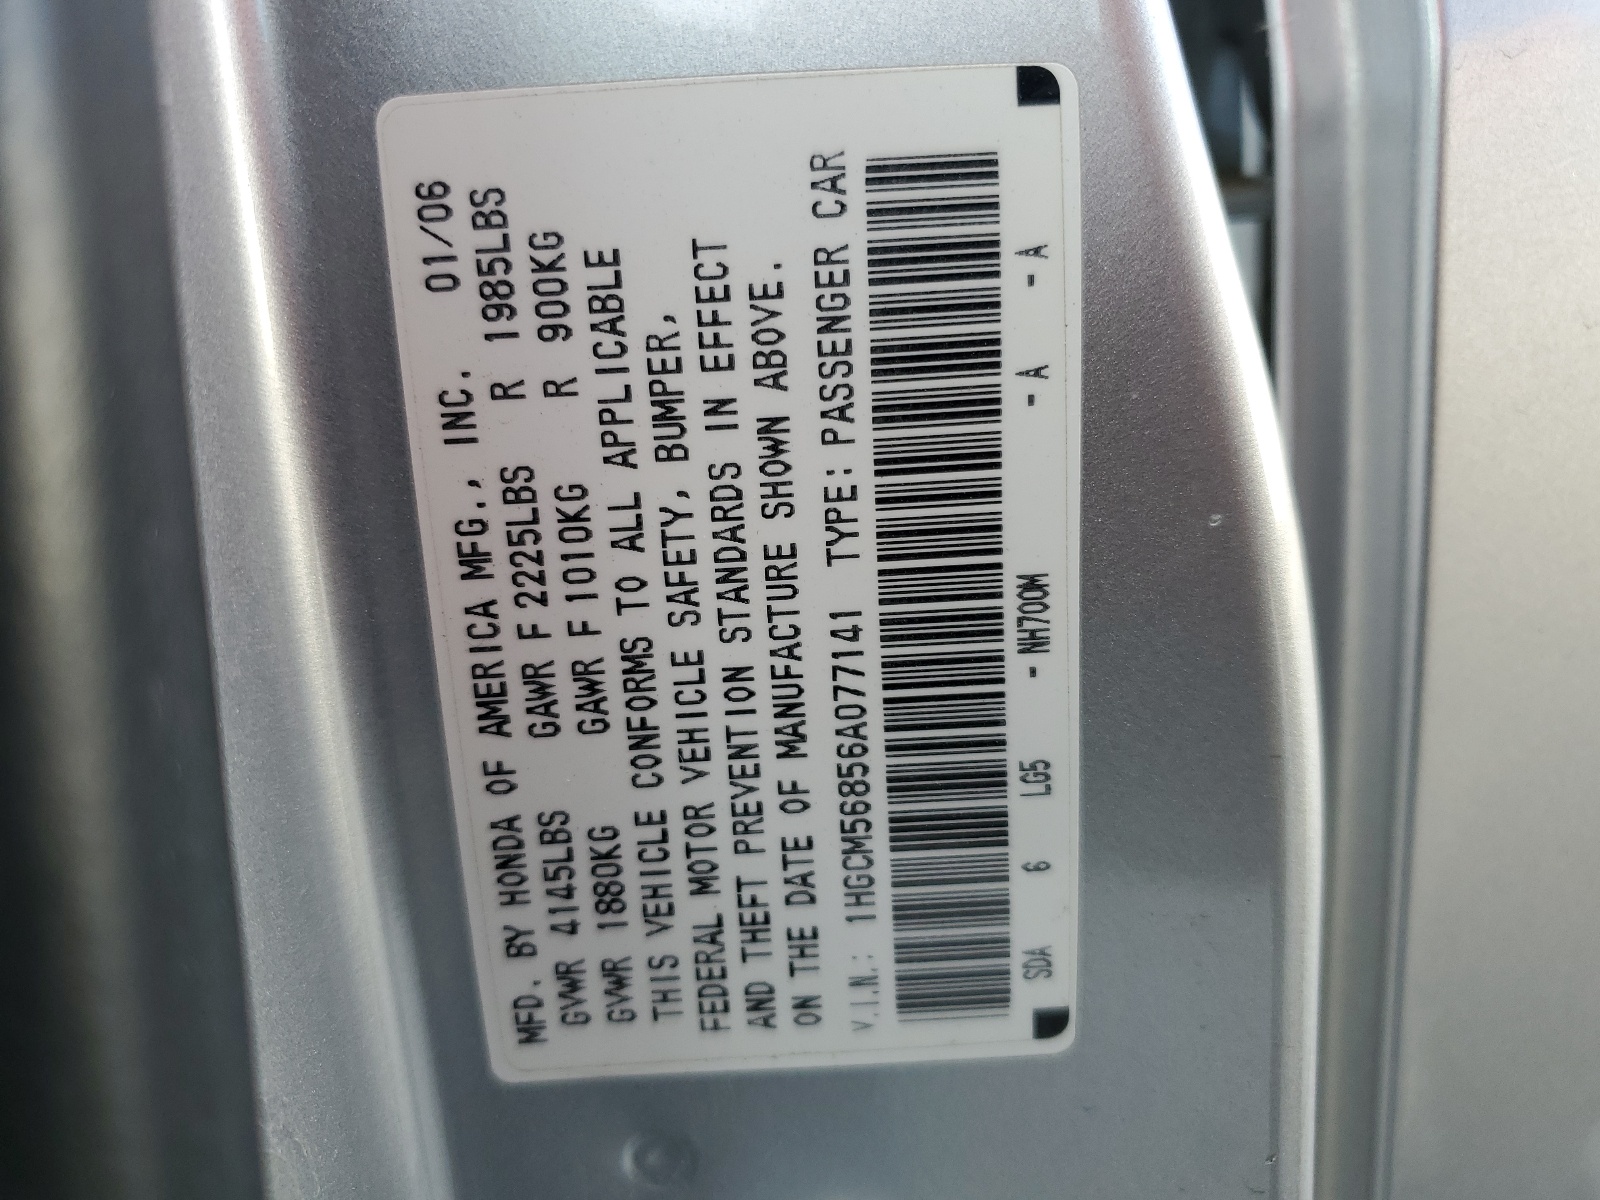 MFD. BY HONDA OF AMERICA MFG., INC. 01/06
GVWR 4145LBS GAWR F 2225LBS R 1985LBS
GVWR 1880KG GAWR F 1010KG R 900KG
THIS VEHICLE CONFORMS TO ALL APPLICABLE
FEDERAL MOTOR VEHICLE SAFETY, BUMPER,
AND THEFT PREVENTION STANDARDS IN EFFECT
ON THE DATE OF MANUFACTURE SHOWN ABOVE.
V.I.N.: 1HGCM56856A077141 TYPE: PASSENGER CAR
SDA 6 LG5 - NH700M - A - A